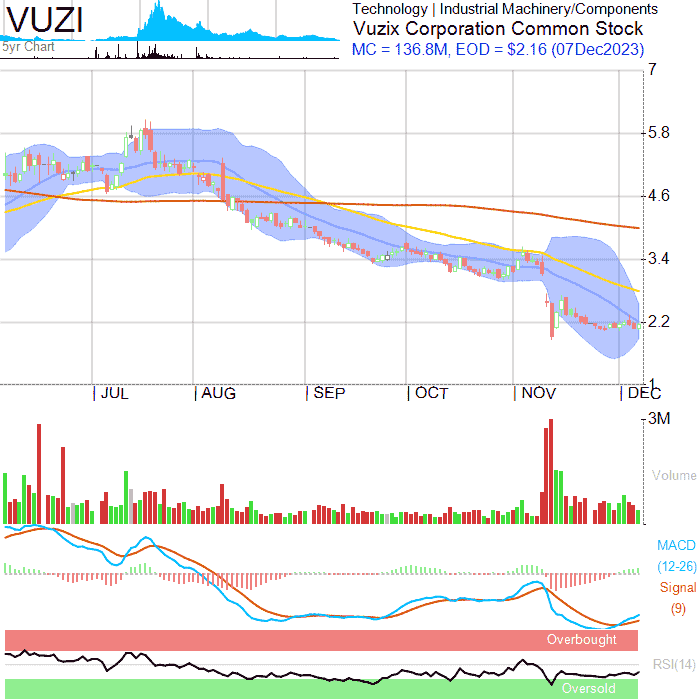 VUZI
5yr Chart
Technology | Industrial Machinery/Components
Vuzix Corporation Common Stock
MC = 136.8M, EOD = $2.16 (07Dec2023)
7
5.8
4.6
3.4
2.2
1
JUL
AUG
SEP
OCT
NOV
DEC
3M
Volume
MACD
(12-26)
Signal
(9)
Overbought
RSI(14)
Oversold